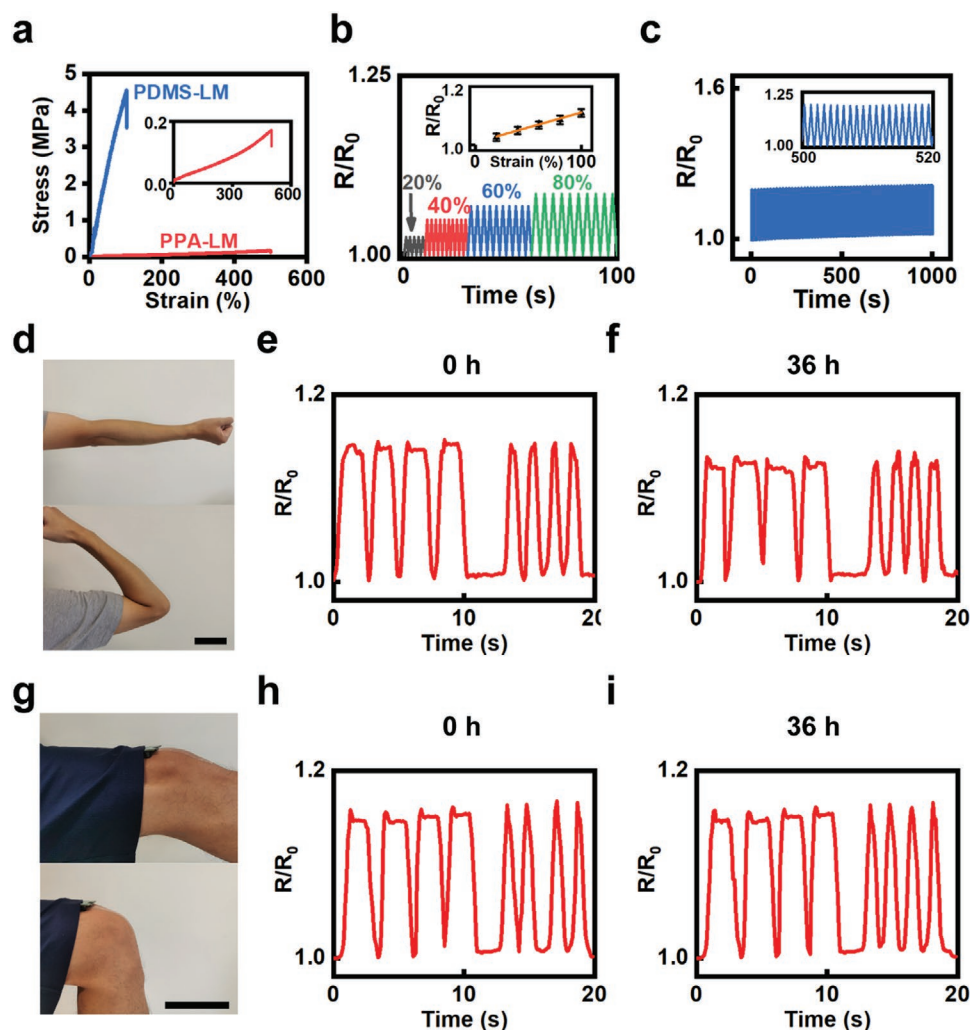 a
5
4
3
2
1
0
0
200
400
600
Stress (MPa)
Strain (%)
PDMS-LM
PPA-LM
0.2
0.0
0
300
600
b
1.25
1.00
R/R0
0
100
Time (s)
20%
40%
60%
80%
R/R0
1.2
1.0
0
Strain (%)
100
c
1.6
1.0
R/R0
0
500
1000
Time (s)
1.25
1.00
500
520
d
e
0 h
1.2
1.0
R/R0
0
10
20
Time (s)
f
36 h
1.2
1.0
R/R0
0
10
20
Time (s)
g
h
0 h
1.2
1.0
R/R0
0
10
20
Time (s)
i
36 h
1.2
1.0
R/R0
0
10
20
Time (s)